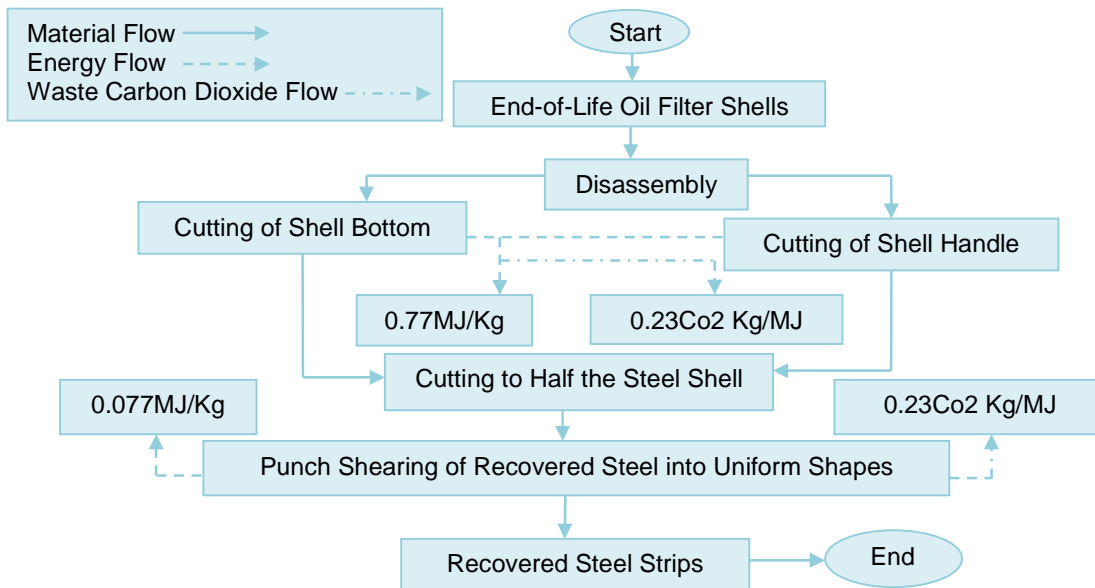 Material Flow
Energy Flow
Waste Carbon Dioxide Flow
Start
End-of-Life Oil Filter Shells
Disassembly
Cutting of Shell Bottom
Cutting of Shell Handle
0.77MJ/Kg
0.23Co2 Kg/MJ
Cutting to Half the Steel Shell
0.077MJ/Kg
0.23Co2 Kg/MJ
Punch Shearing of Recovered Steel into Uniform Shapes
Recovered Steel Strips
End